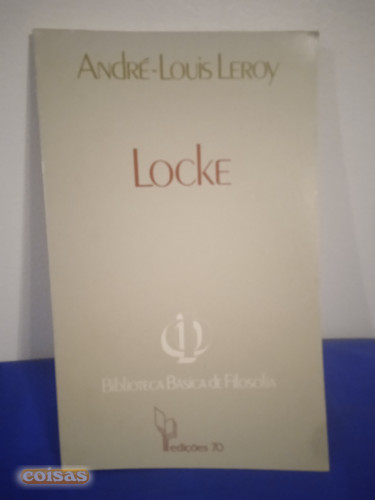 André-Louis Leroy
Locke
Biblioteca Básica de Filosofia
edições 70
coisas